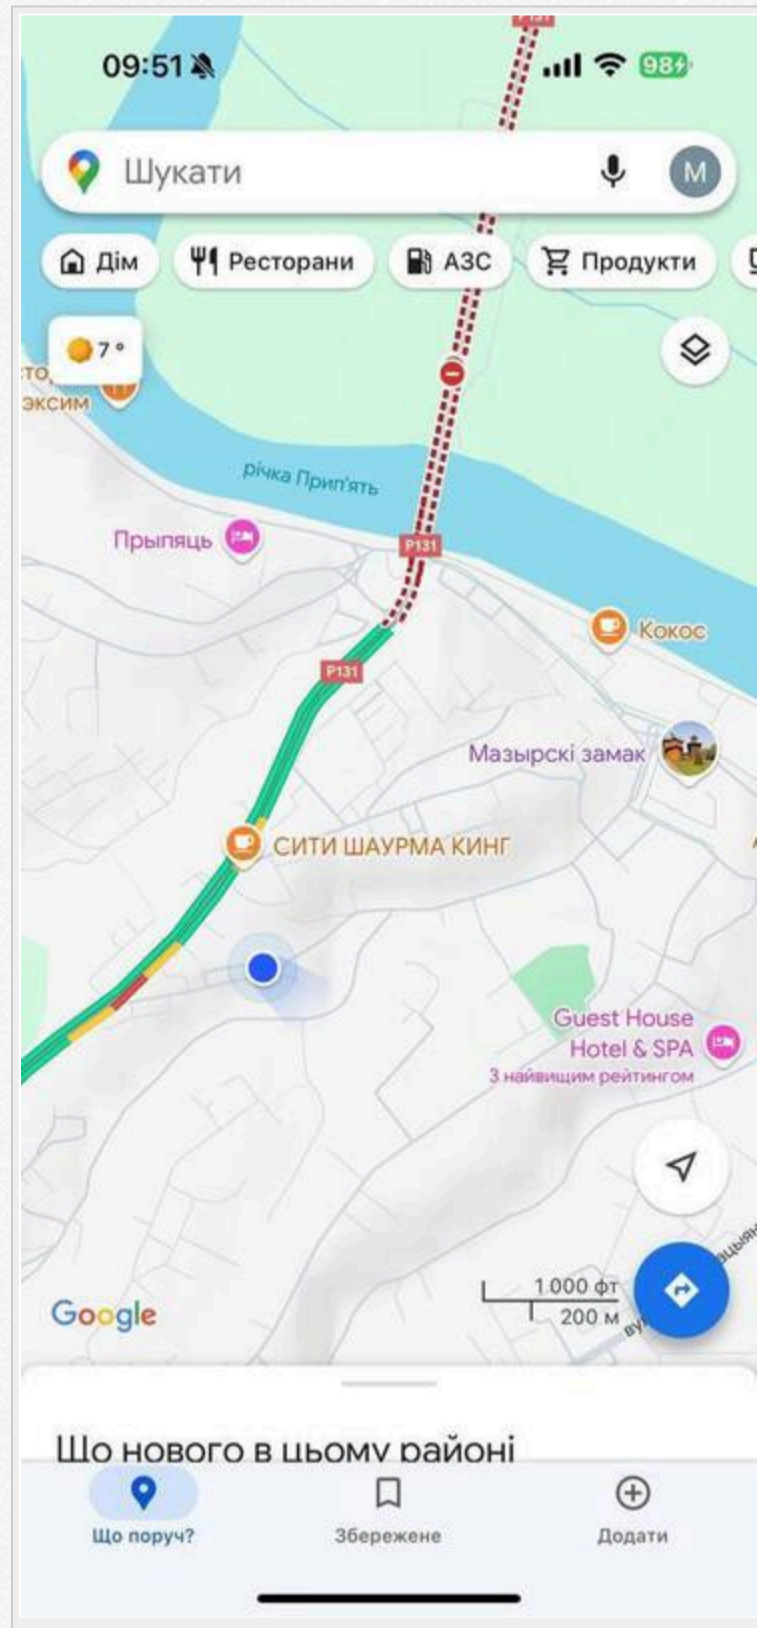 P131
09:51
98
Шукати
M
Дім
Ресторани
АЗС
Продукти
7°
эксим
річка Прип'ять
Прыпяць
P131
Кокос
P131
Мазырскі замак
СИТИ ШАУРМА КИНГ
Guest House
Hotel & SPA
З найвищим рейтингом
1 000 фт
200 м
Google
Що нового в цьому районі
Що поруч?
Збережене
Додати